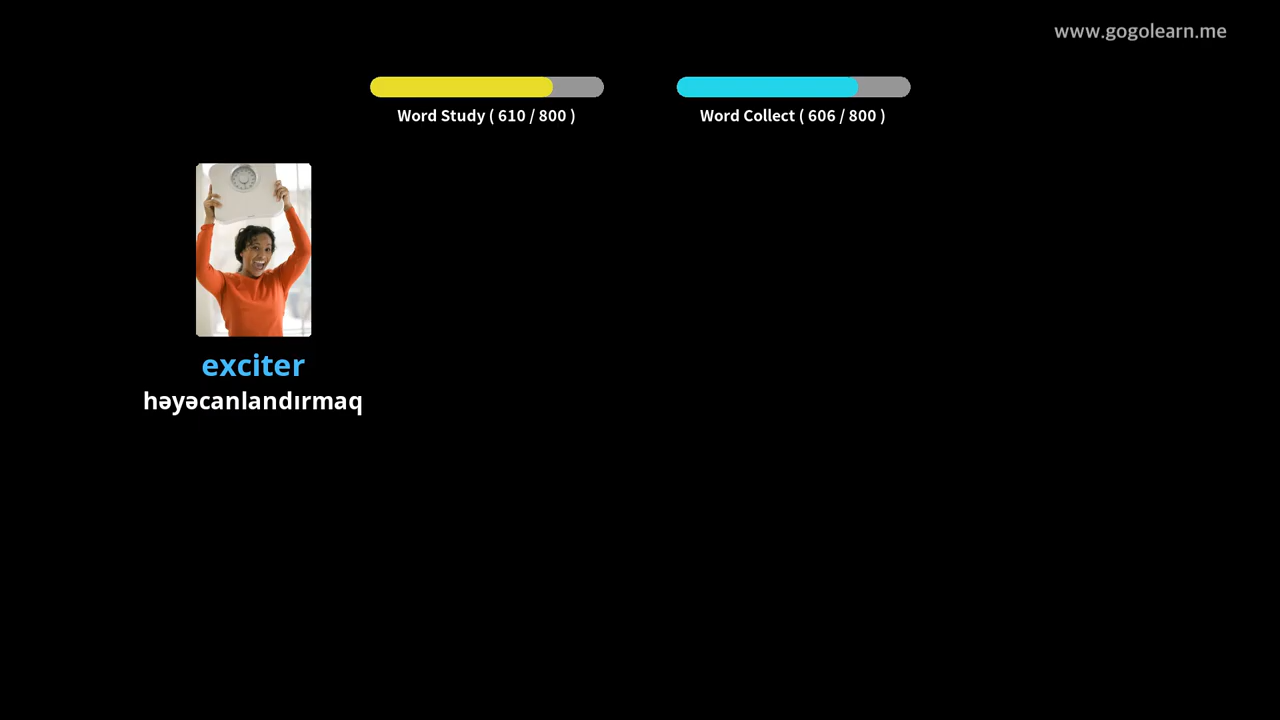 www.gogolearn.me
Word Study ( 610 / 800 )
Word Collect ( 606 / 800 )
exciter
həyəcanlandırmaq